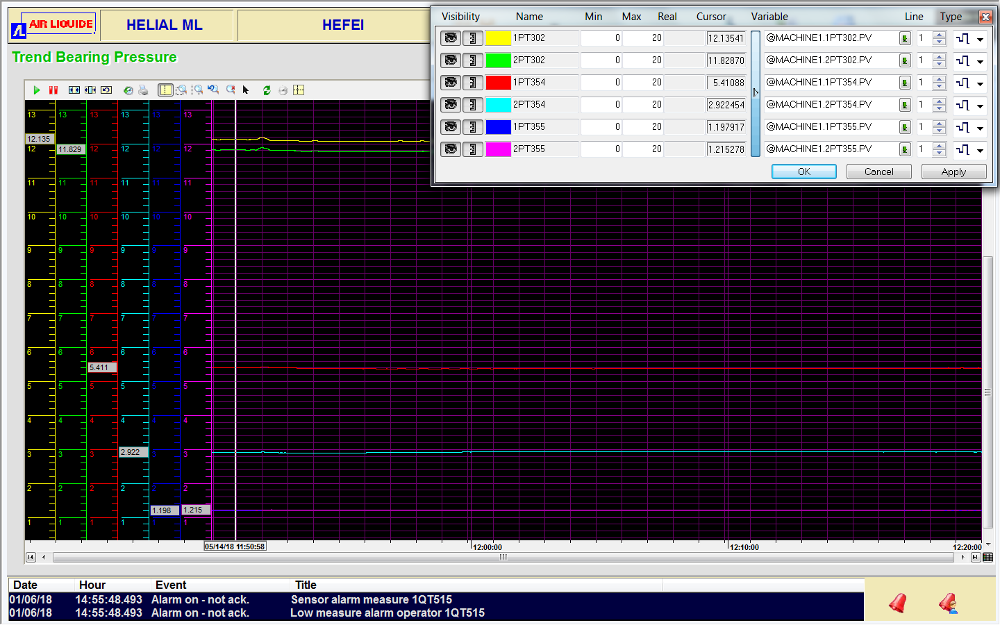 AIR LIQUIDE
HELIAL ML
HEFEI
Trend Bearing Pressure
Visibility Name Min Max Real Cursor Variable Line Type
1PT302 0 20 12.13541 @MACHINE1.1PT302.PV 1
2PT302 0 20 11.82870 @MACHINE1.2PT302.PV 1
1PT354 0 20 5.41088 @MACHINE1.1PT354.PV 1
2PT354 0 20 2.922454 @MACHINE1.2PT354.PV 1
1PT355 0 20 1.197917 @MACHINE1.1PT355.PV 1
2PT355 0 20 1.215278 @MACHINE1.2PT355.PV 1
OK Cancel Apply
13 13 13 12 13 13
12.135
12 11.829 12 12 12 12
11 11 11 11 11 11
10 10 10 10 10 10
9 9 9 9 9 9
8 8 8 8 8 8
7 7 7 7 7 7
6 6 6 6 6 6
5.411
5 5 5 5 5 5
4 4 4 4 4 4
2.922
3 3 3 3 3
2 2 2 2 2 2
1.198 1.215
1 1 1 1 1
05/14/18 11:50:58 12:00:00 12:10:00 12:20:00
Date Hour Event Title
01/06/18 14:55:48.493 Alarm on - not ack. Sensor alarm measure 1QT515
01/06/18 14:55:48.493 Alarm on - not ack. Low measure alarm operator 1QT515